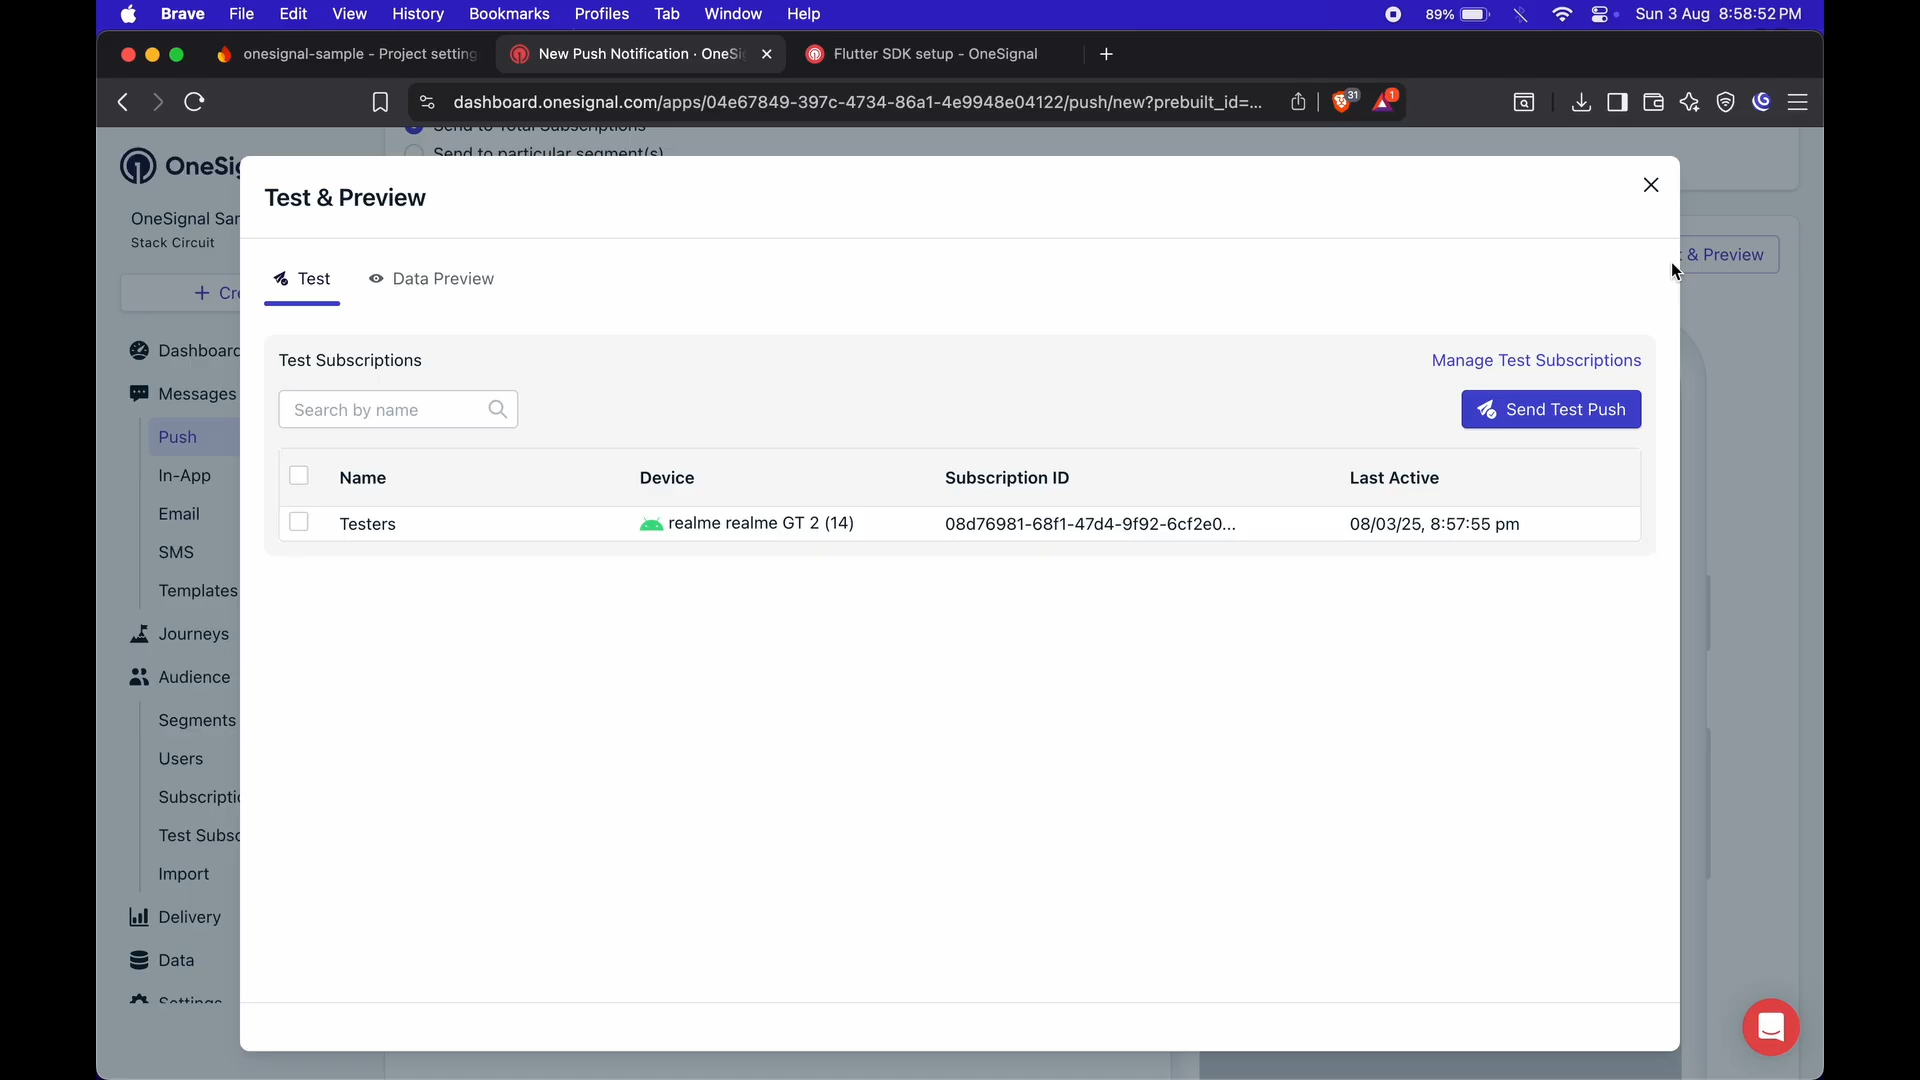 Brave File Edit View History Bookmarks Profiles Tab Window Help 89% Sun 3 Aug 8:58:52 PM
onesignal-sample - Project setting New Push Notification · OneSi Flutter SDK setup - OneSignal
dashboard.onesignal.com/apps/04e67849-397c-4734-86a1-4e9948e04122/push/new?prebuilt_id=... 31 1
Send to Total Subscriptions
Send to particular segment(s)
OneSig
Test & Preview
OneSignal Sar
Stack Circuit
& Preview
Test Data Preview
Cre
Dashboard
Test Subscriptions Manage Test Subscriptions
Messages
Search by name Send Test Push
Push
In-App
Name Device Subscription ID Last Active
Email
Testers realme realme GT 2 (14) 08d76981-68f1-47d4-9f92-6cf2e0... 08/03/25, 8:57:55 pm
SMS
Templates
Journeys
Audience
Segments
Users
Subscriptio
Test Subsc
Import
Delivery
Data
Settings